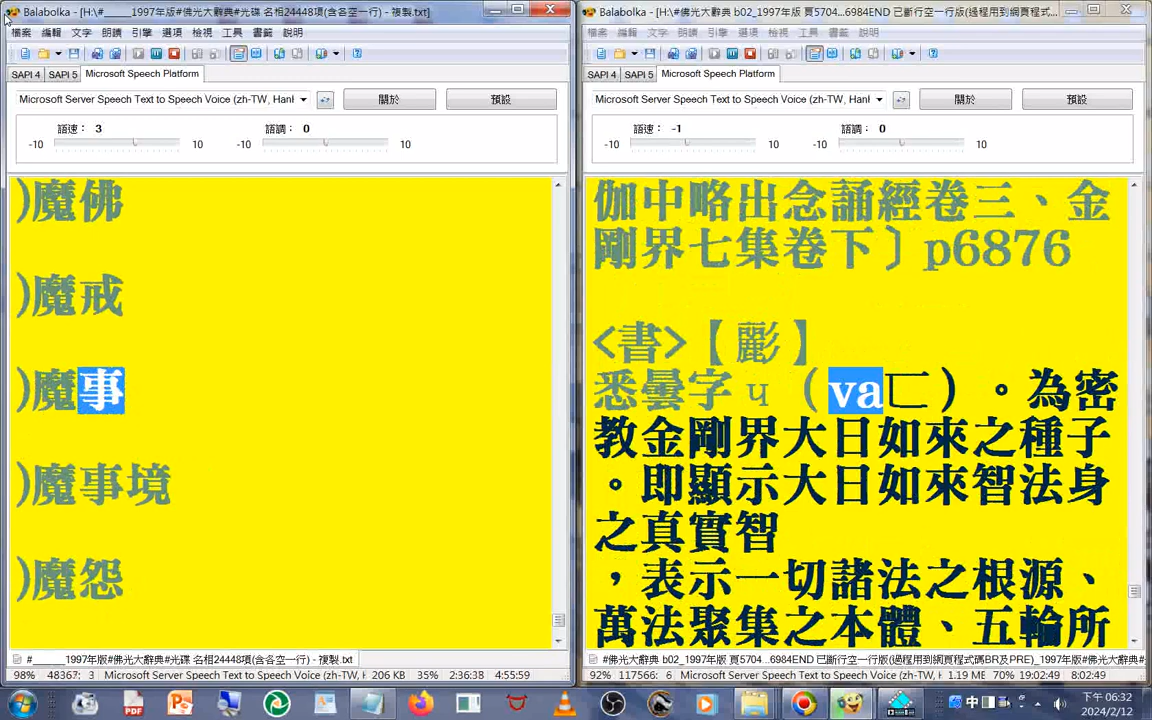 Balabolka - [H:\#_____1997年版#佛光大辭典#光碟 名相24448項(含各空一行) - 複製.txt]
檔案 編輯 文字 朗讀 引擎 選項 檢視 工具 書籤 說明
SAPI 4 SAPI 5 Microsoft Speech Platform
Microsoft Server Speech Text to Speech Voice (zh-TW, Hanl
關於 預設
語速： 3 語調： 0
-10 10 -10 10
)魔佛
)魔戒
)魔事
)魔事境
)魔怨
#_____1997年版#佛光大辭典#光碟 名相24448項(含各空一行) - 複製.txt
98% 48367: 3 Microsoft Server Speech Text to Speech Voice (zh-TW, H 206 KB 35% 2:36:38 4:55:59
Balabolka - [H:\#佛光大辭典 b02_1997年版 頁5704...6984END 已斷行空一行版(過程用到網頁程式...
檔案 編輯 文字 朗讀 引擎 選項 檢視 工具 書籤 說明
SAPI 4 SAPI 5 Microsoft Speech Platform
Microsoft Server Speech Text to Speech Voice (zh-TW, Hanl
關於 預設
語速： -1 語調： 0
-10 10 -10 10
伽中略出念誦經卷三、金
剛界七集卷下〕p6876
<書>【鬱】
悉曇字 ч （vaㄈ）。為密
教金剛界大日如來之種子
。即顯示大日如來智法身
之真實智
，表示一切諸法之根源、
萬法聚集之本體、五輪所
#佛光大辭典 b02_1997年版 頁5704...6984END 已斷行空一行版(過程用到網頁程式碼BR及PRE)_1997年版#
92% 117566: 6 Microsoft Server Speech Text to Speech Voice (zh-TW, 1.19 MB 70% 19:02:49 8:02:49
中
下午 06:32
2024/2/12